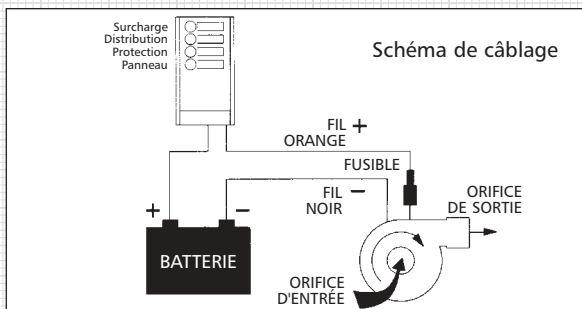 Surcharge
Distribution
Protection
Panneau
Schéma de câblage
FIL +
ORANGE
FUSIBLE
FIL −
NOIR
ORIFICE
DE SORTIE
+ −
BATTERIE
ORIFICE
D'ENTRÉE